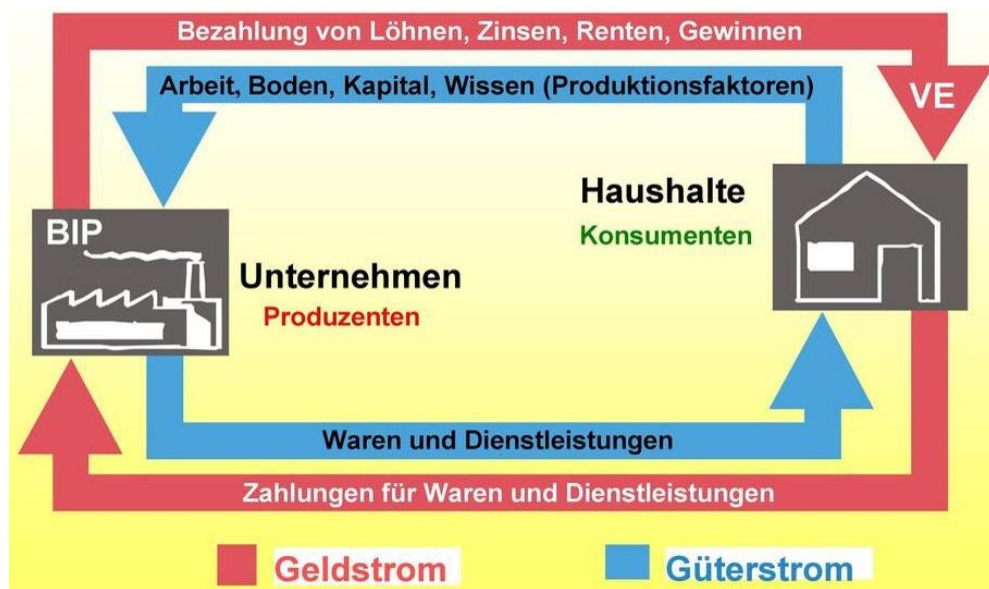 Bezahlung von Löhnen, Zinsen, Renten, Gewinnen
Arbeit, Boden, Kapital, Wissen (Produktionsfaktoren)
VE
Haushalte
Konsumenten
BIP
Unternehmen
Produzenten
Waren und Dienstleistungen
Zahlungen für Waren und Dienstleistungen
Geldstrom
Güterstrom